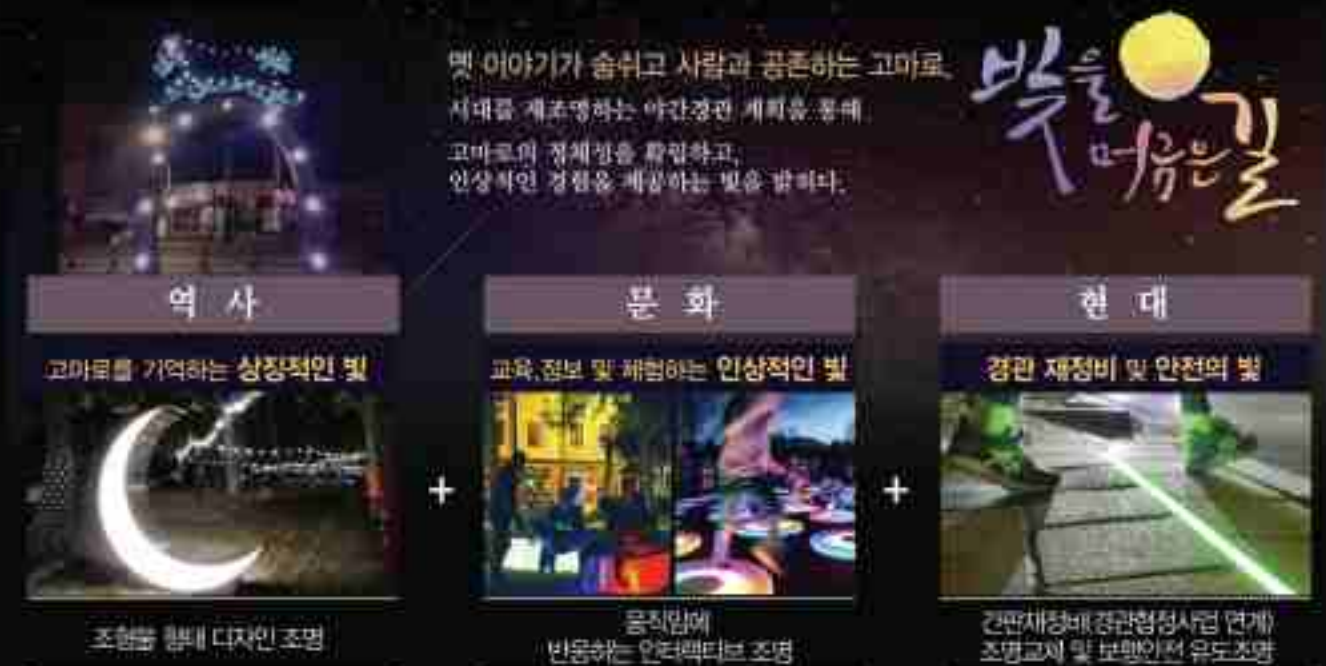 옛 이야기가 숨쉬고 사람과 공존하는 고마로,
시대를 재조명하는 야간경관 계획을 통해
고마로의 정체성을 확립하고,
인상적인 경험을 제공하는 빛을 밝히다.
빛을 머금은 길
역 사
문 화
현 대
고마로를 기억하는 상징적인 빛
교육,정보 및 체험하는 인상적인 빛
경관 재정비 및 안전의 빛
+
+
조형물 형태 디자인 조명
움직임에
반응하는 인터랙티브 조명
간판재정비(경관협정사업 연계)
조명교체 및 보행안전 유도조명